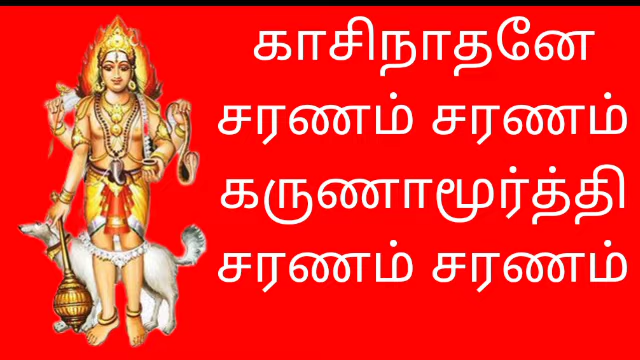 காசிநாதனே
சரணம் சரணம்
கருணாமூர்த்தி
சரணம் சரணம்